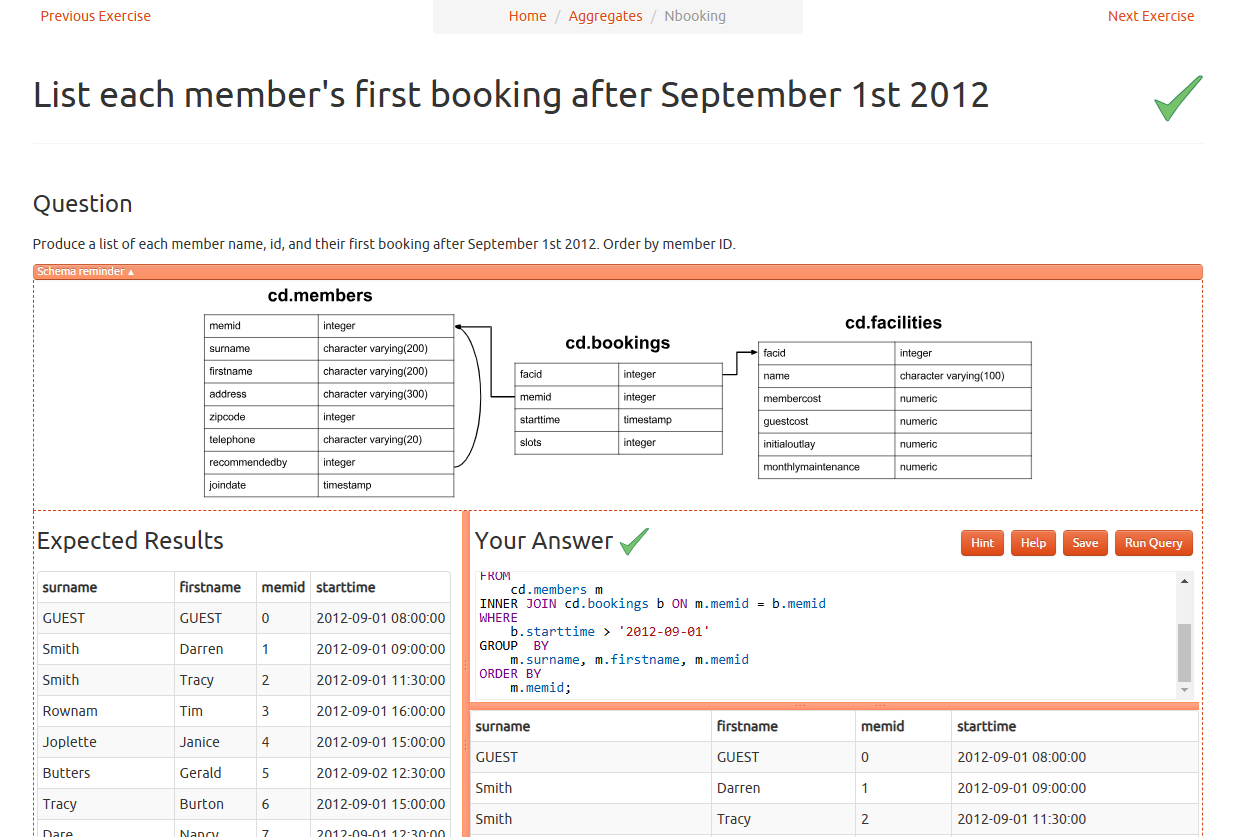 Previous Exercise
Home / Aggregates / Nbooking
Next Exercise
List each member's first booking after September 1st 2012
Question
Produce a list of each member name, id, and their first booking after September 1st 2012. Order by member ID.
Schema reminder ▲
cd.members
memid integer
surname character varying(200)
firstname character varying(200)
address character varying(300)
zipcode integer
telephone character varying(20)
recommendedby integer
joindate timestamp
cd.bookings
facid integer
memid integer
starttime timestamp
slots integer
cd.facilities
facid integer
name character varying(100)
membercost numeric
guestcost numeric
initialoutlay numeric
monthlymaintenance numeric
Expected Results
surname firstname memid starttime
GUEST GUEST 0 2012-09-01 08:00:00
Smith Darren 1 2012-09-01 09:00:00
Smith Tracy 2 2012-09-01 11:30:00
Rownam Tim 3 2012-09-01 16:00:00
Joplette Janice 4 2012-09-01 15:00:00
Butters Gerald 5 2012-09-02 12:30:00
Tracy Burton 6 2012-09-01 15:00:00
Dare Nancy 7 2012-09-01 12:30:00
Your Answer
Hint Help Save Run Query
FROM
cd.members m
INNER JOIN cd.bookings b ON m.memid = b.memid
WHERE
b.starttime > '2012-09-01'
GROUP  BY
m.surname, m.firstname, m.memid
ORDER BY
m.memid;
surname firstname memid starttime
GUEST GUEST 0 2012-09-01 08:00:00
Smith Darren 1 2012-09-01 09:00:00
Smith Tracy 2 2012-09-01 11:30:00